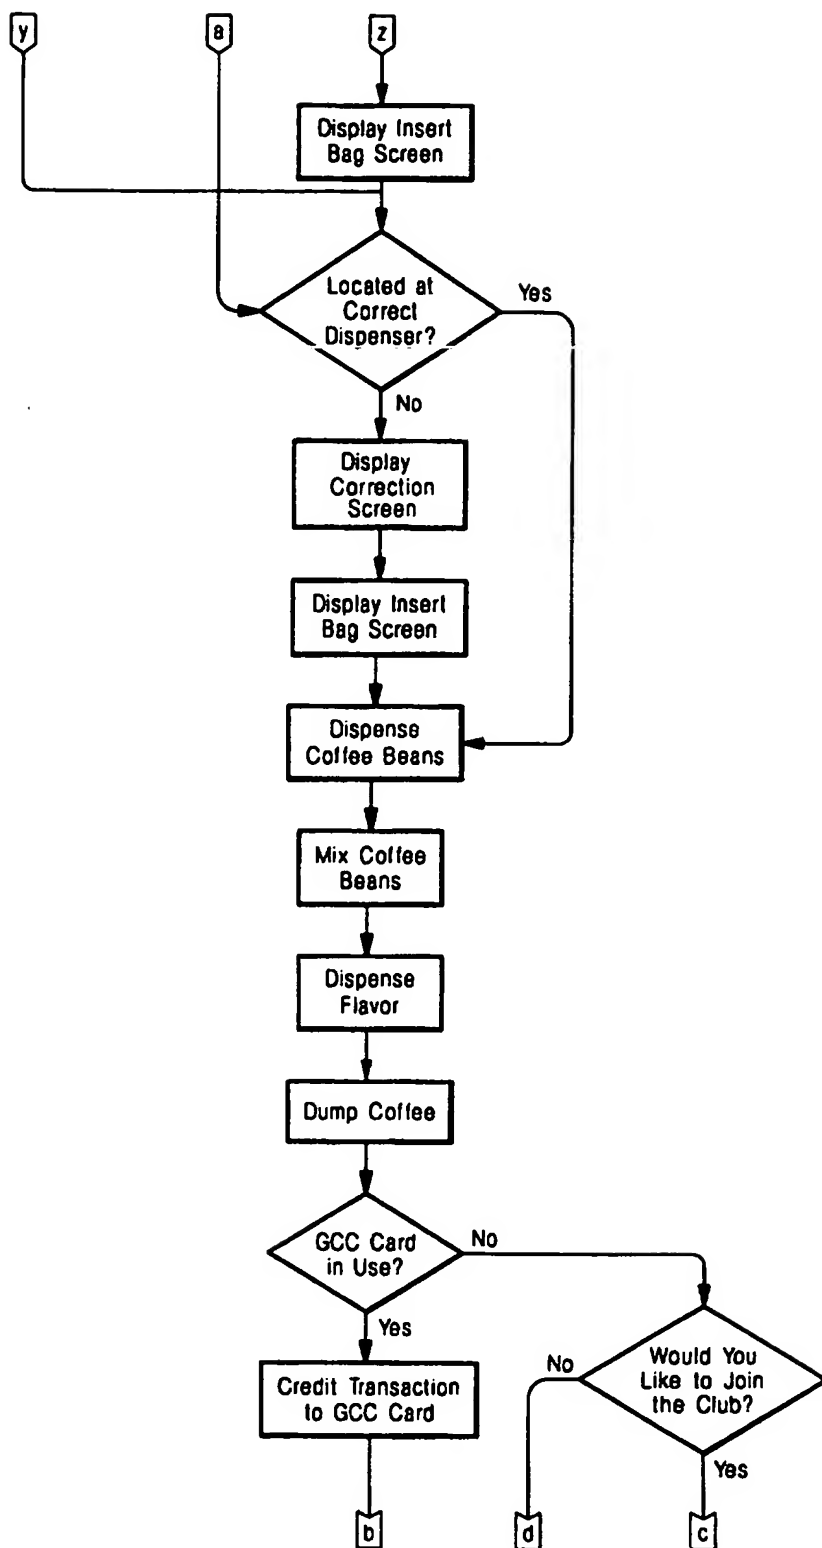 y
a
z
Display Insert
Bag Screen
Located at
Correct
Dispenser?
Yes
No
Display
Correction
Screen
Display Insert
Bag Screen
Dispense
Coffee Beans
Mix Coffee
Beans
Dispense
Flavor
Dump Coffee
GCC Card
in Use?
No
Yes
Would You
Like to Join
the Club?
No
Credit Transaction
to GCC Card
Yes
b
d
c